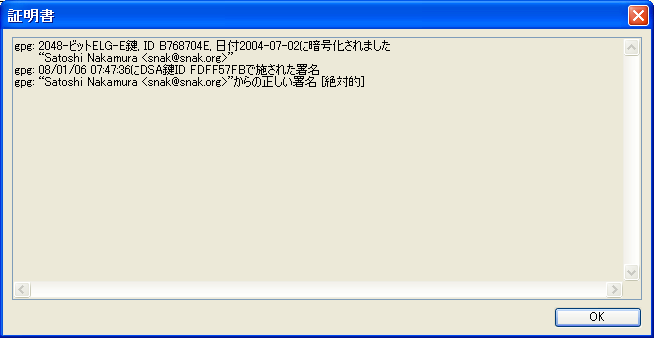 証明書
gpg: 2048-ビットELG-E鍵, ID B768704E, 日付2004-07-02に暗号化されました
“Satoshi Nakamura <snak@snak.org>”
gpg: 08/01/06 07:47:36にDSA鍵ID FDFF57FBで施された署名
gpg: “Satoshi Nakamura <snak@snak.org>”からの正しい署名 [絶対的]
OK